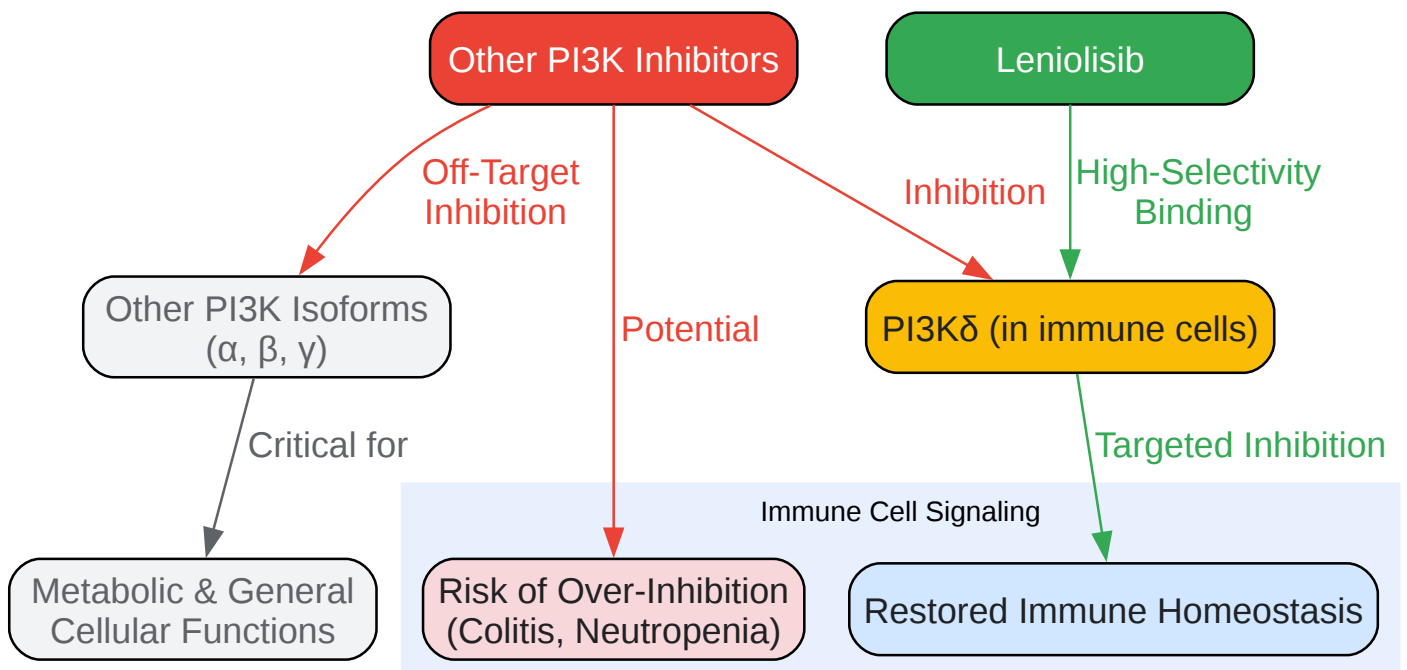 Other PI3K Inhibitors
Leniolisib
Off-Target
Inhibition
Inhibition
High-Selectivity
Binding
Other PI3K Isoforms
(α, β, γ)
Potential
PI3Kδ (in immune cells)
Critical for
Targeted Inhibition
Immune Cell Signaling
Metabolic & General
Cellular Functions
Risk of Over-Inhibition
(Colitis, Neutropenia)
Restored Immune Homeostasis